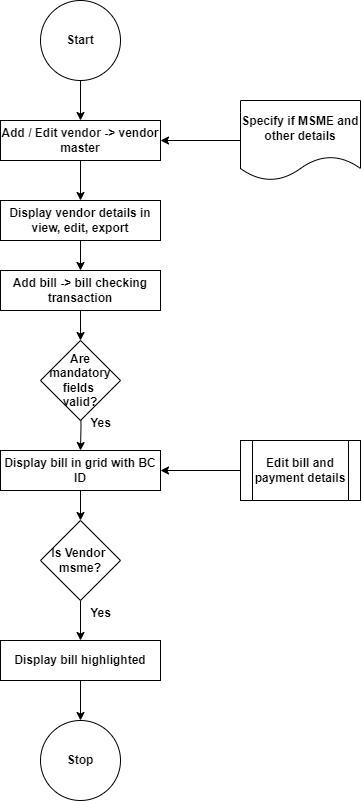 Start
Add / Edit vendor -> vendor
master
Specify if MSME and
other details
Display vendor details in
view, edit, export
Add bill -> bill checking
transaction
Are
mandatory
fields
valid?
Yes
Display bill in grid with BC
ID
Edit bill and
payment details
Is Vendor
msme?
Yes
Display bill highlighted
Stop